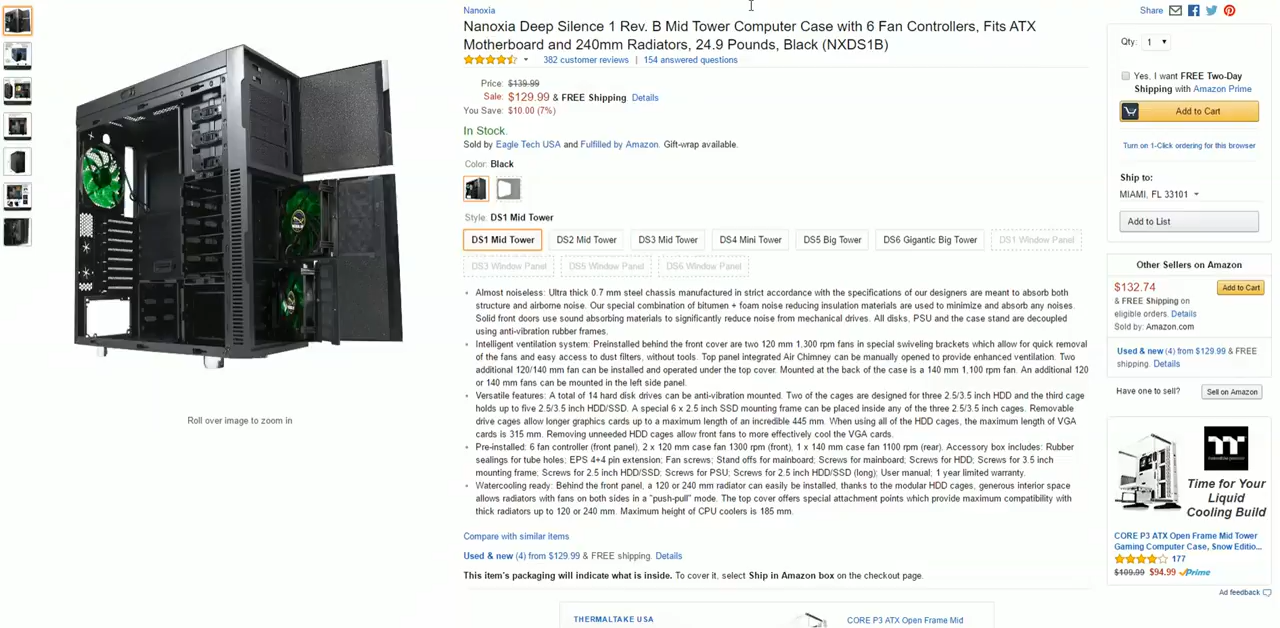 Nanoxia
Nanoxia Deep Silence 1 Rev. B Mid Tower Computer Case with 6 Fan Controllers, Fits ATX
Motherboard and 240mm Radiators, 24.9 Pounds, Black (NXDS1B)
382 customer reviews | 154 answered questions
Price: $139.99
Sale: $129.99 & FREE Shipping. Details
You Save: $10.00 (7%)
In Stock.
Sold by Eagle Tech USA and Fulfilled by Amazon. Gift-wrap available.
Color: Black
Style: DS1 Mid Tower
DS1 Mid Tower
DS2 Mid Tower
DS3 Mid Tower
DS4 Mini Tower
DS5 Big Tower
DS6 Gigantic Big Tower
DS1 Window Panel
DS3 Window Panel
DS5 Window Panel
DS6 Window Panel
Almost noiseless: Ultra thick 0.7 mm steel chassis manufactured in strict accordance with the specifications of our designers are meant to absorb both
structure and airborne noise. Our special combination of bitumen + foam noise reducing insulation materials are used to minimize and absorb any noises.
Solid front doors use sound absorbing materials to significantly reduce noise from mechanical drives. All disks, PSU and the case stand are decoupled
using anti-vibration rubber frames.
Intelligent ventilation system: Preinstalled behind the front cover are two 120 mm 1,300 rpm fans in special swiveling brackets which allow for quick removal
of the fans and easy access to dust filters, without tools. Top panel integrated Air Chimney can be manually opened to provide enhanced ventilation. Two
additional 120/140 mm fan can be installed and operated under the top cover. Mounted at the back of the case is a 140 mm 1,100 rpm fan. An additional 120
or 140 mm fans can be mounted in the left side panel.
Versatile features: A total of 14 hard disk drives can be anti-vibration mounted. Two of the cages are designed for three 2.5/3.5 inch HDD and the third cage
holds up to five 2.5/3.5 inch HDD/SSD. A special 6 x 2.5 inch SSD mounting frame can be placed inside any of the three 2.5/3.5 inch cages. Removable
drive cages allow longer graphics cards up to a maximum length of an incredible 445 mm. When using all of the HDD cages, the maximum length of VGA
cards is 315 mm. Removing unneeded HDD cages allow front fans to more effectively cool the VGA cards.
Pre-installed: 6 fan controller (front panel), 2 x 120 mm case fan 1300 rpm (front), 1 x 140 mm case fan 1100 rpm (rear). Accessory box includes: Rubber
sealings for tube holes; EPS 4+4 pin extension; Fan screws; Stand offs for mainboard; Screws for mainboard, Screws for HDD; Screws for 3.5 inch
mounting frame; Screws for 2.5 inch HDD/SSD; Screws for PSU; Screws for 2.5 inch HDD/SSD (long); User manual; 1 year limited warranty.
Watercooling ready: Behind the front panel, a 120 or 240 mm radiator can easily be installed, thanks to the modular HDD cages, generous interior space
allows radiators with fans on both sides in a "push-pull" mode. The top cover offers special attachment points which provide maximum compatibility with
thick radiators up to 120 or 240 mm. Maximum height of CPU coolers is 185 mm.
Compare with similar items
Used & new (4) from $129.99 & FREE shipping. Details
This item's packaging will indicate what is inside. To cover it, select Ship in Amazon box on the checkout page.
Roll over image to zoom in
THERMALTAKE USA
CORE P3 ATX Open Frame Mid
Share
Qty: 1
Yes, I want FREE Two-Day
Shipping with Amazon Prime
Add to Cart
Turn on 1-Click ordering for this browser
Ship to:
MIAMI, FL 33101
Add to List
Other Sellers on Amazon
$132.74
Add to Cart
& FREE Shipping on
eligible orders. Details
Sold by: Amazon.com
Used & new (4) from $129.99 & FREE
shipping. Details
Have one to sell?
Sell on Amazon
Time for Your
Liquid
Cooling Build
CORE P3 ATX Open Frame Mid Tower
Gaming Computer Case, Snow Editio...
177
$109.99 $94.99 Prime
Ad feedback